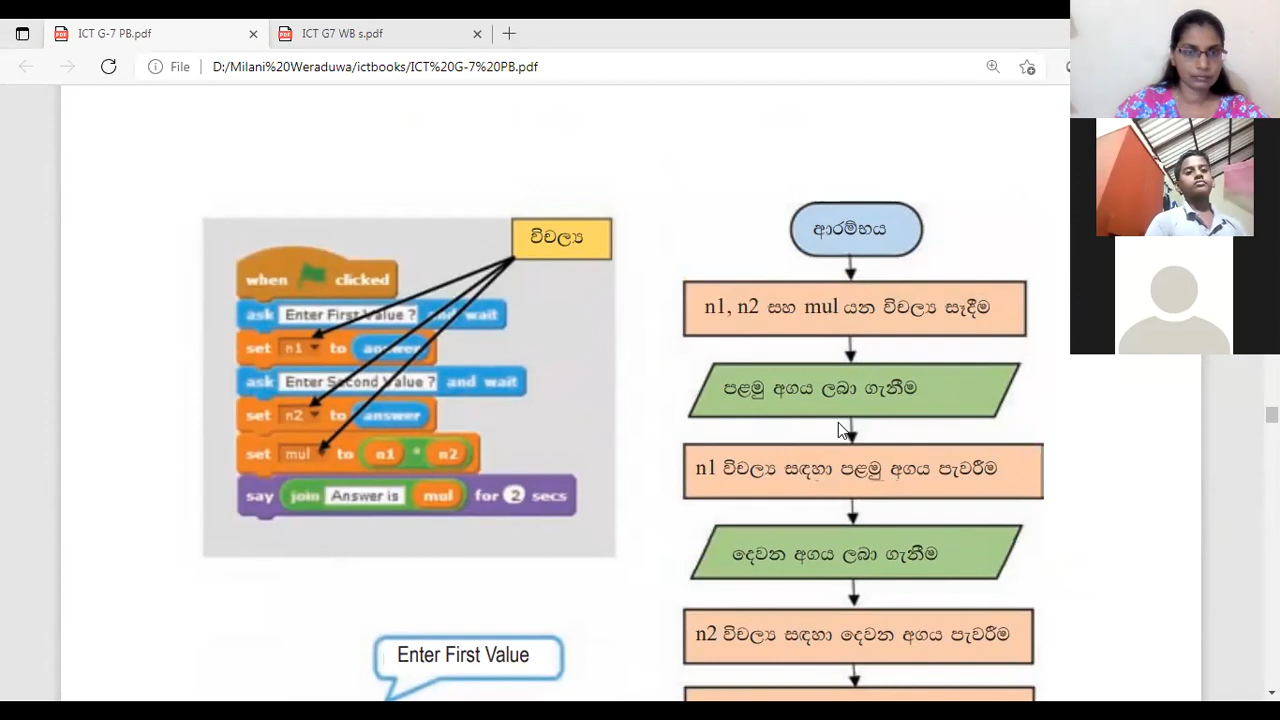 ICT G-7 PB.pdf
ICT G7 WB s.pdf
File D:/Milani%20Weraduwa/ictbooks/ICT%20G-7%20PB.pdf
විචල්‍ය
when clicked
ask Enter First Value ? and wait
set n1 to answer
ask Enter Second Value ? and wait
set n2 to answer
set mul to n1 * n2
say join Answer is mul for 2 secs
Enter First Value
ආරම්භය
n1, n2 සහ mul යන විචල්‍ය සෑදීම
පළමු අගය ලබා ගැනීම
n1 විචල්‍ය සඳහා පළමු අගය පැවරීම
දෙවන අගය ලබා ගැනීම
n2 විචල්‍ය සඳහා දෙවන අගය පැවරීම